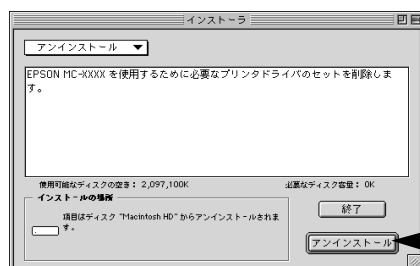 インストーラ
アンインストール
EPSON MC-XXXX を使用するために必要なプリンタドライバのセットを削除しま
す。
使用可能なディスクの空き： 2,097,100K 必要なディスク容量： 0K
インストールの場所
項目はディスク "Macintosh HD" からアンインストールされま
す。
終了
アンインストール